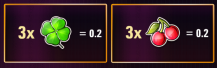 3x = 0.2
3x = 0.2